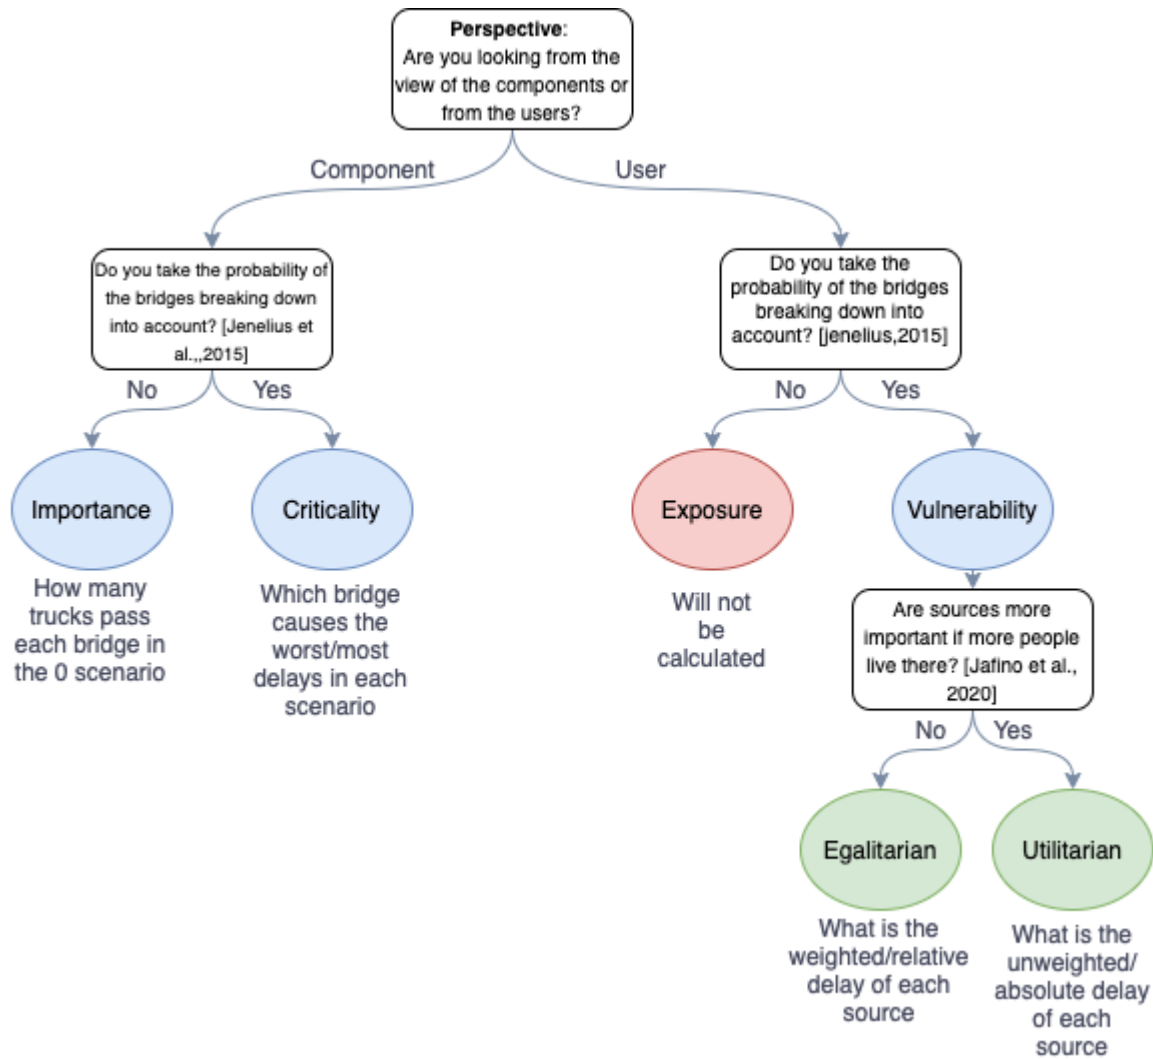 Perspective:
Are you looking from the
view of the components or
from the users?
Component
User
Do you take the probability of
the bridges breaking down
into account? [Jenelius et
al.,,2015]
Do you take the
probability of the bridges
breaking down into
account? [jenelius,2015]
No
Yes
No
Yes
Importance
Criticality
Exposure
Vulnerability
How many
trucks pass
each bridge in
the 0 scenario
Which bridge
causes the
worst/most
delays in each
scenario
Will not
be
calculated
Are sources more
important if more people
live there? [Jafino et al.,
2020]
No
Yes
Egalitarian
Utilitarian
What is the
weighted/relative
delay of each
source
What is the
unweighted/
absolute delay
of each
source